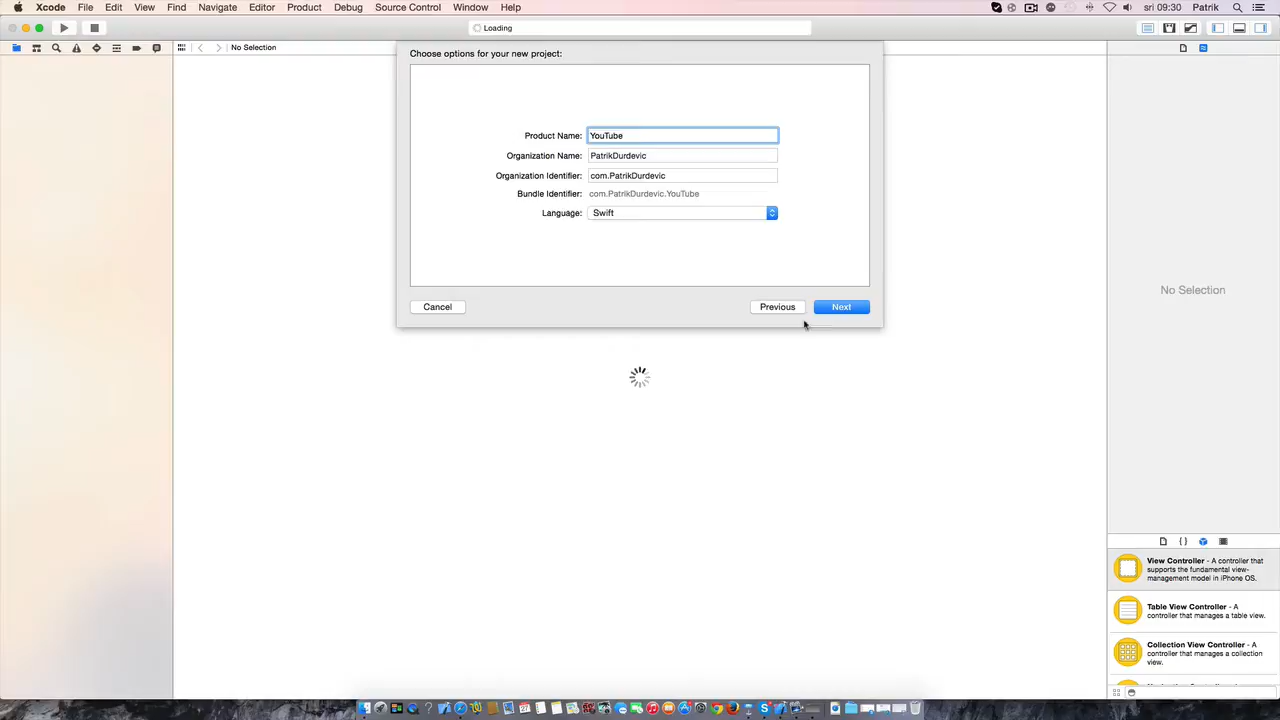 Xcode File Edit View Find Navigate Editor Product Debug Source Control Window Help
sri 09:30 Patrik
Loading
No Selection
Choose options for your new project:
Product Name: YouTube
Organization Name: PatrikDurdevic
Organization Identifier: com.PatrikDurdevic
Bundle Identifier: com.PatrikDurdevic.YouTube
Language: Swift
Cancel Previous Next
No Selection
View Controller - A controller that
supports the fundamental view-
management model in iPhone OS.
Table View Controller - A
controller that manages a table view.
Collection View Controller - A
controller that manages a collection
view.